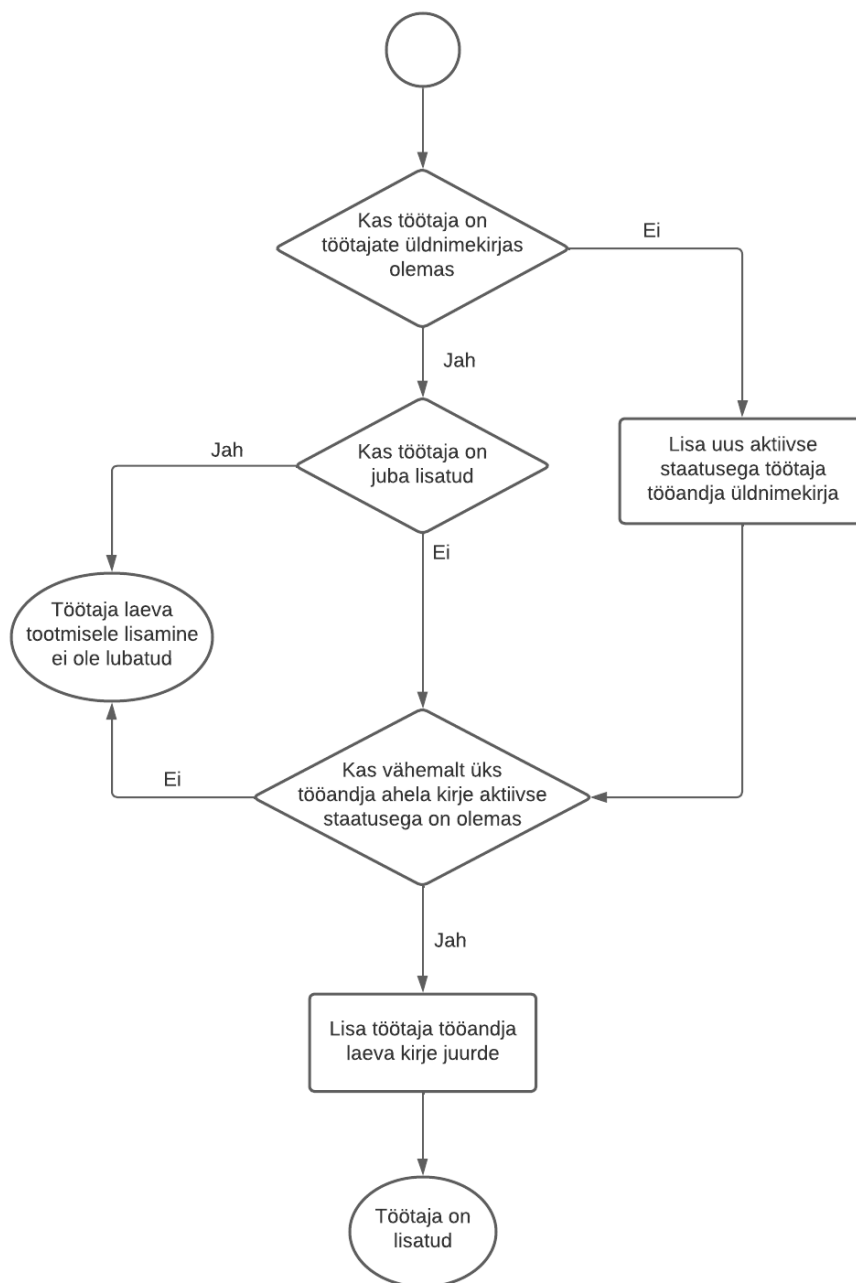 Kas töötaja on
töötajate üldnimekirjas
olemas
Ei
Jah
Kas töötaja on
juba lisatud
Jah
Ei
Lisa uus aktiivse
staatusega töötaja
tööandja üldnimekirja
Töötaja laeva
tootmisele lisamine
ei ole lubatud
Kas vähemalt üks
tööandja ahela kirje aktiivse
staatusega on olemas
Ei
Jah
Lisa töötaja tööandja
laeva kirje juurde
Töötaja on
lisatud